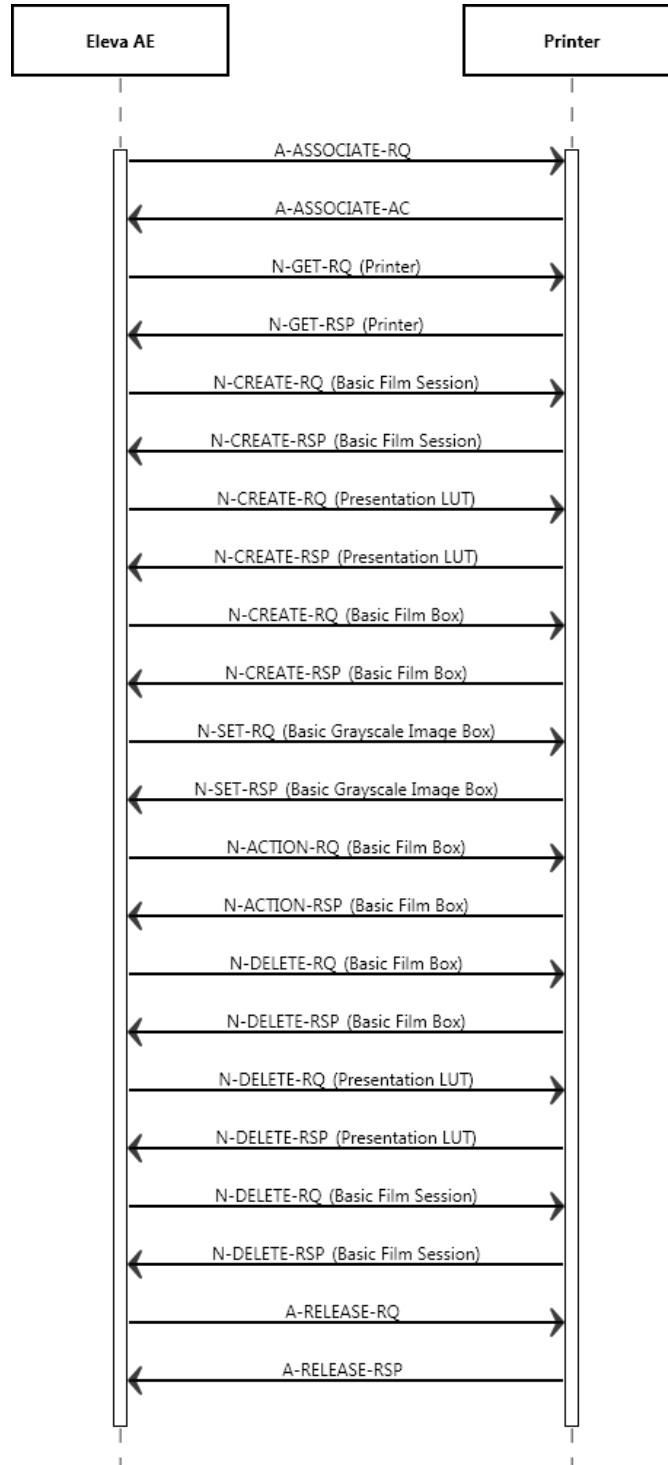 Eleva AE
Printer
A-ASSOCIATE-RQ
A-ASSOCIATE-AC
N-GET-RQ (Printer)
N-GET-RSP (Printer)
N-CREATE-RQ (Basic Film Session)
N-CREATE-RSP (Basic Film Session)
N-CREATE-RQ (Presentation LUT)
N-CREATE-RSP (Presentation LUT)
N-CREATE-RQ (Basic Film Box)
N-CREATE-RSP (Basic Film Box)
N-SET-RQ (Basic Grayscale Image Box)
N-SET-RSP (Basic Grayscale Image Box)
N-ACTION-RQ (Basic Film Box)
N-ACTION-RSP (Basic Film Box)
N-DELETE-RQ (Basic Film Box)
N-DELETE-RSP (Basic Film Box)
N-DELETE-RQ (Presentation LUT)
N-DELETE-RSP (Presentation LUT)
N-DELETE-RQ (Basic Film Session)
N-DELETE-RSP (Basic Film Session)
A-RELEASE-RQ
A-RELEASE-RSP